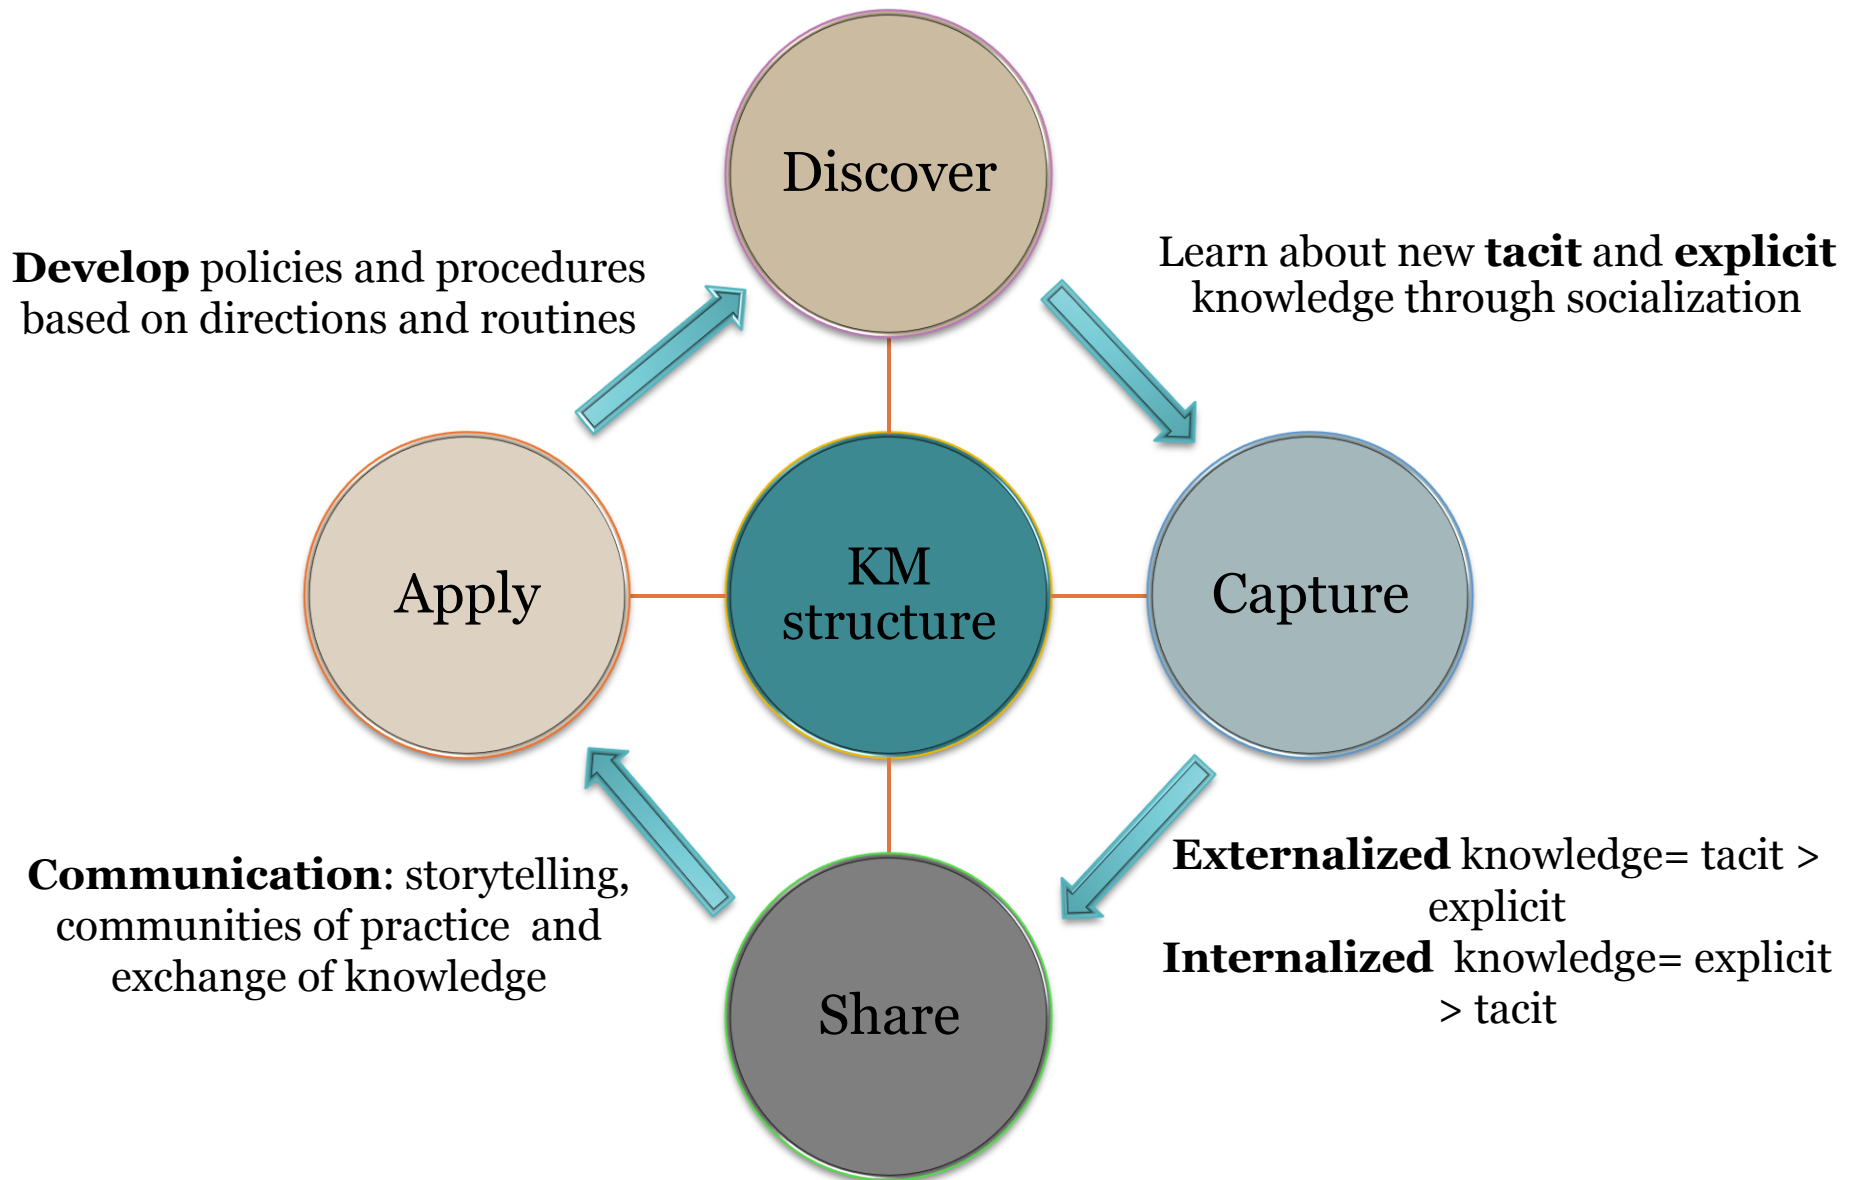 Discover
Develop policies and procedures
based on directions and routines
Learn about new tacit and explicit
knowledge through socialization
Apply
KM
structure
Capture
Communication: storytelling,
communities of practice  and
exchange of knowledge
Externalized knowledge= tacit >
explicit
Internalized  knowledge= explicit
> tacit
Share